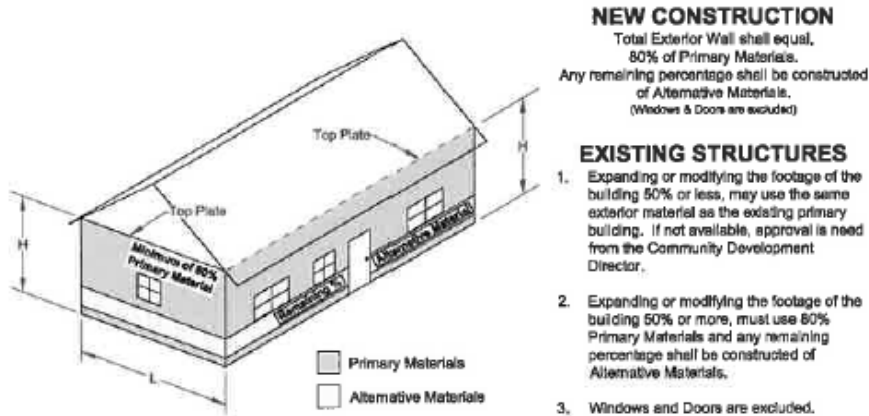 NEW CONSTRUCTION
Total Exterior Wall shall equal,
80% of Primary Materials.
Any remaining percentage shall be constructed
of Alternative Materials.
(Windows & Doors are excluded)
EXISTING STRUCTURES
1. Expanding or modifying the footage of the
building 50% or less, may use the same
exterior material as the existing primary
building. If not available, approval is need
from the Community Development
Director.
2. Expanding or modifying the footage of the
building 50% or more, must use 80%
Primary Materials and any remaining
percentage shall be constructed of
Alternative Materials.
3. Windows and Doors are excluded.
Top Plate
H
Top Plate
H
Minimum of 80%
Primary Material
Remaining %
Alternative Material
L
Primary Materials
Alternative Materials